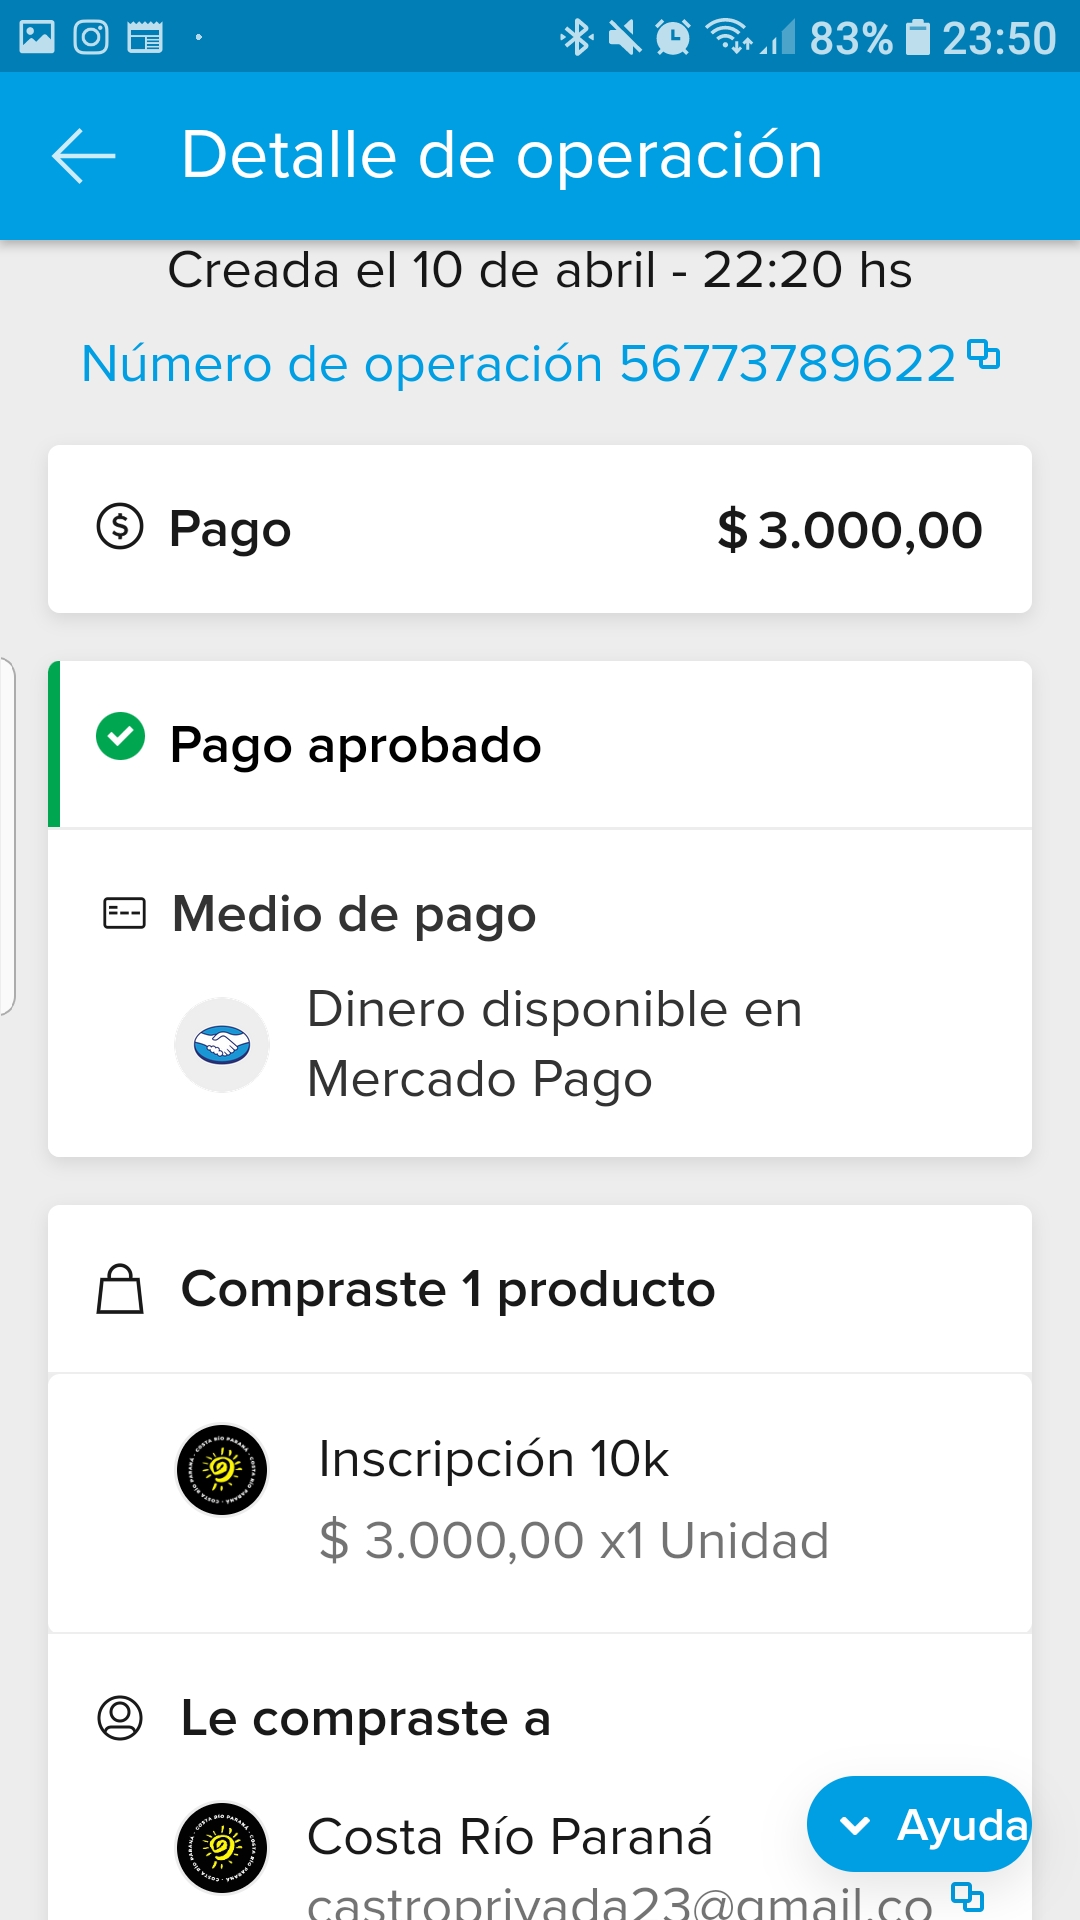 83% 23:50
Detalle de operación
Creada el 10 de abril - 22:20 hs
Número de operación 56773789622
Pago $ 3.000,00
Pago aprobado
Medio de pago
Dinero disponible en
Mercado Pago
Compraste 1 producto
Inscripción 10k
$ 3.000,00 x1 Unidad
Le compraste a
Costa Río Paraná
Ayuda
castroprivada23@gmail.co